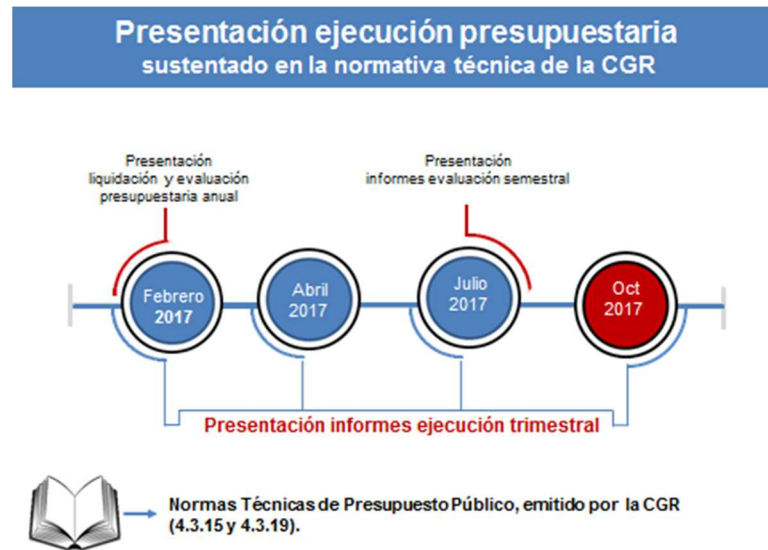 Presentación ejecución presupuestaria
sustentado en la normativa técnica de la CGR
Presentación
liquidación y evaluación
presupuestaria anual
Presentación
informes evaluación semestral
Febrero
2017
Abril
2017
Julio
2017
Oct
2017
Presentación informes ejecución trimestral
Normas Técnicas de Presupuesto Público, emitido por la CGR
(4.3.15 y 4.3.19).